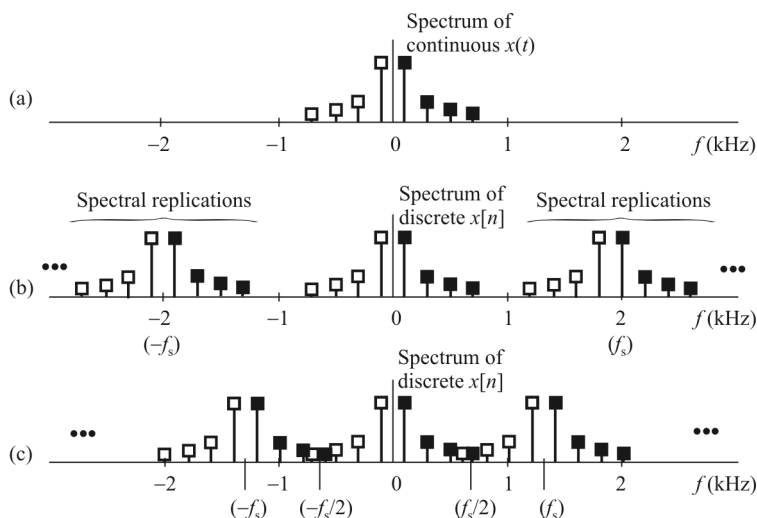 Spectrum of
continuous x(t)
(a)
−2 −1 0 1 2 f (kHz)
Spectral replications
Spectrum of
discrete x[n]
Spectral replications
•••
•••
(b)
−2 −1 0 1 2 f (kHz)
(−fs) (fs)
Spectrum of
discrete x[n]
•••
•••
(c)
−2 −1 0 1 2 f (kHz)
(−fs) (−fs/2) (fs/2) (fs)